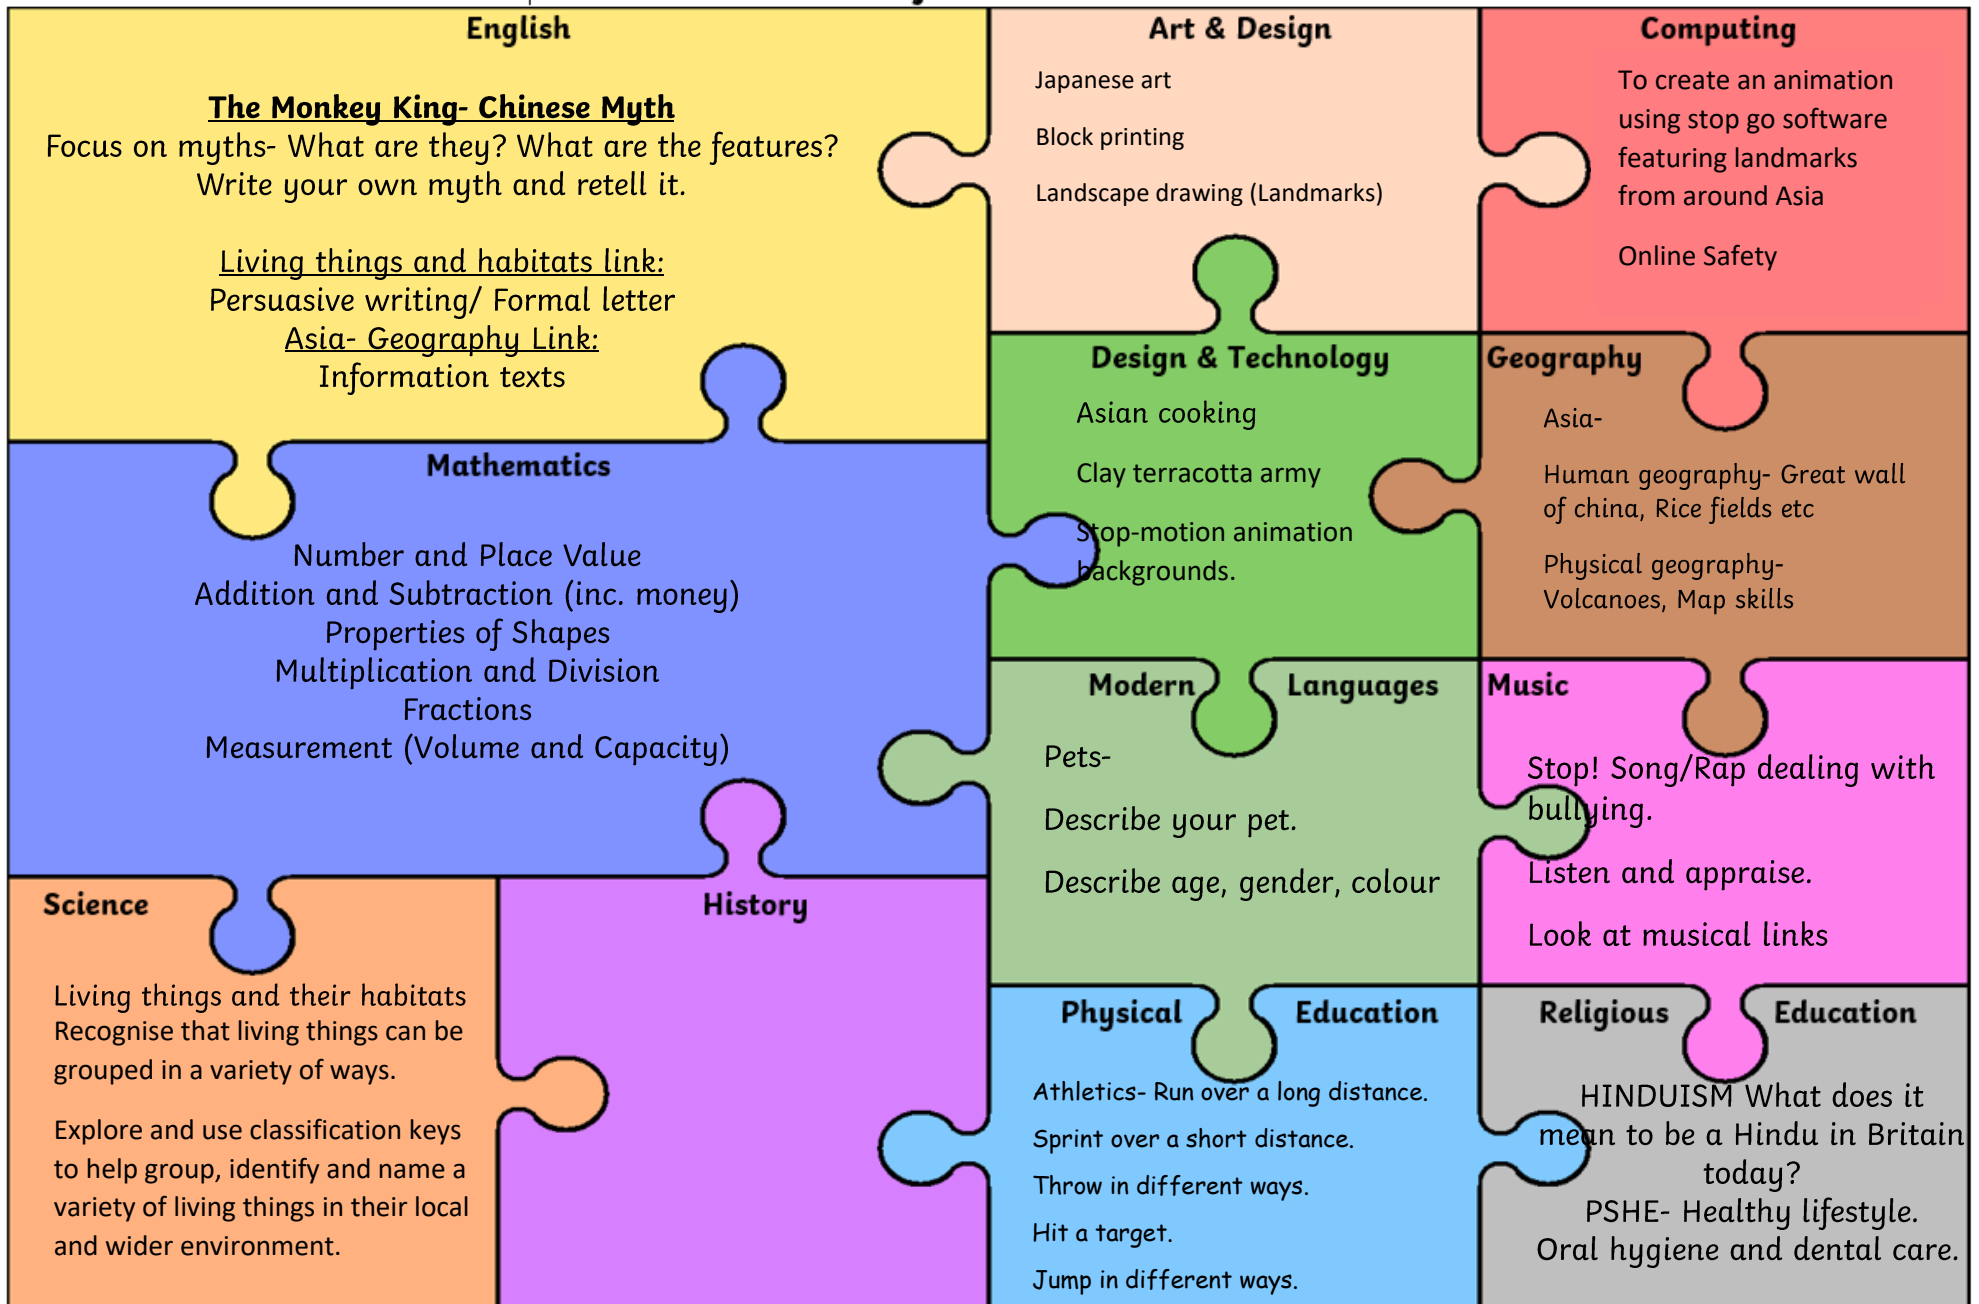 English
The Monkey King- Chinese Myth
Focus on myths- What are they? What are the features?
Write your own myth and retell it.
Living things and habitats link:
Persuasive writing/ Formal letter
Asia- Geography Link:
Information texts
Art & Design
Japanese art
Block printing
Landscape drawing (Landmarks)
Computing
To create an animation
using stop go software
featuring landmarks
from around Asia
Online Safety
Mathematics
Number and Place Value
Addition and Subtraction (inc. money)
Properties of Shapes
Multiplication and Division
Fractions
Measurement (Volume and Capacity)
Design & Technology
Asian cooking
Clay terracotta army
Stop-motion animation
backgrounds.
Geography
Asia-
Human geography- Great wall
of china, Rice fields etc
Physical geography-
Volcanoes, Map skills
Modern Languages
Pets-
Describe your pet.
Describe age, gender, colour
Music
Stop! Song/Rap dealing with
bullying.
Listen and appraise.
Look at musical links
Science
Living things and their habitats
Recognise that living things can be
grouped in a variety of ways.
Explore and use classification keys
to help group, identify and name a
variety of living things in their local
and wider environment.
History
Physical Education
Athletics- Run over a long distance.
Sprint over a short distance.
Throw in different ways.
Hit a target.
Jump in different ways.
Religious Education
HINDUISM What does it
mean to be a Hindu in Britain
today?
PSHE- Healthy lifestyle.
Oral hygiene and dental care.